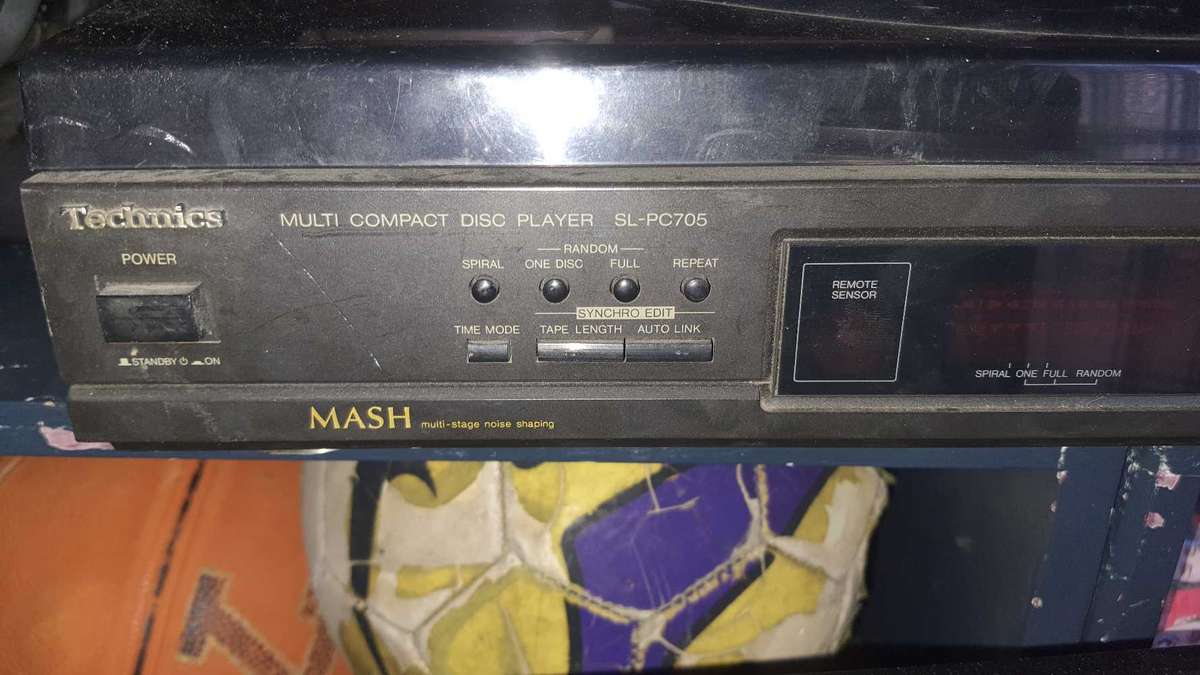 Technics
MULTI COMPACT DISC PLAYER SL-PC705
POWER
STANDBY ON
RANDOM
SPIRAL ONE DISC FULL REPEAT
SYNCHRO EDIT
TIME MODE TAPE LENGTH AUTO LINK
REMOTE
SENSOR
SPIRAL ONE FULL RANDOM
MASH multi-stage noise shaping